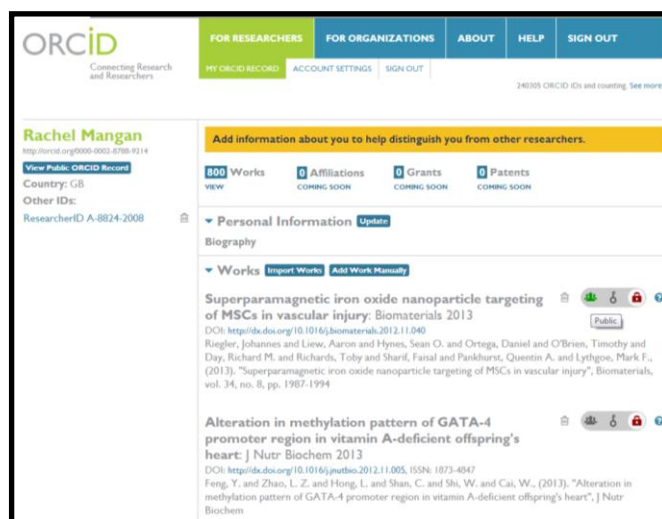 ORCID
Connecting Research
and Researchers
FOR RESEARCHERS
FOR ORGANIZATIONS
ABOUT
HELP
SIGN OUT
MY ORCID RECORD
ACCOUNT SETTINGS
SIGN OUT
240305 ORCID iDs and counting. See more
Rachel Mangan
http://orcid.org/0000-0002-8788-9214
View Public ORCID Record
Country: GB
Other IDs:
ResearcherID A-8824-2008
Add information about you to help distinguish you from other researchers.
800 Works
VIEW
0 Affiliations
COMING SOON
0 Grants
COMING SOON
0 Patents
COMING SOON
Personal Information Update
Biography
Works Import Works Add Work Manually
Superparamagnetic iron oxide nanoparticle targeting
of MSCs in vascular injury: Biomaterials 2013
Public
DOI: http://dx.doi.org/10.1016/j.biomaterials.2012.11.040
Riegler, Johannes and Liew, Aaron and Hynes, Sean O. and Ortega, Daniel and O'Brien, Timothy and
Day, Richard M. and Richards, Toby and Sharif, Faisal and Pankhurst, Quentin A. and Lythgoe, Mark F.,
(2013). "Superparamagnetic iron oxide nanoparticle targeting of MSCs in vascular injury", Biomaterials,
vol. 34, no. 8, pp. 1987-1994
Alteration in methylation pattern of GATA-4
promoter region in vitamin A-deficient offspring's
heart: J Nutr Biochem 2013
DOI: http://dx.doi.org/10.1016/j.jnutbio.2012.11.005, ISSN: 1873-4847
Feng, Y. and Zhao, L. Z. and Hong, L. and Shan, C. and Shi, W. and Cai, W., (2013). "Alteration in
methylation pattern of GATA-4 promoter region in vitamin A-deficient offspring's heart", J Nutr
Biochem